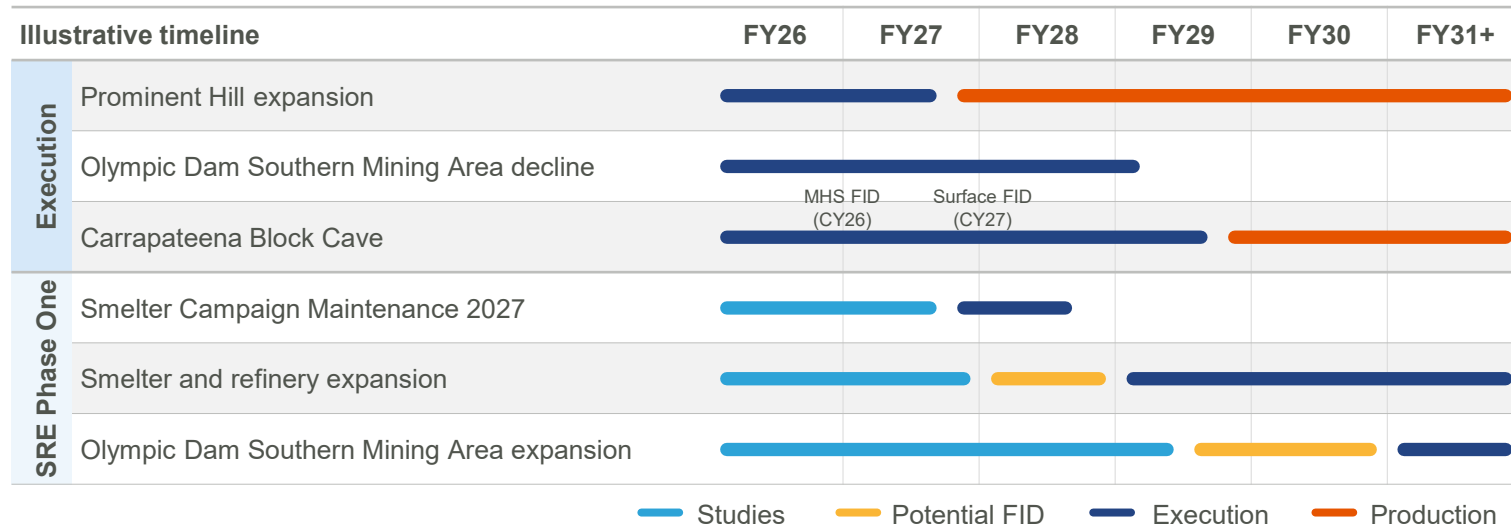 Illustrative timeline FY26 FY27 FY28 FY29 FY30 FY31+
Execution
Prominent Hill expansion
Olympic Dam Southern Mining Area decline
MHS FID Surface FID
(CY26) (CY27)
Carrapateena Block Cave
SRE Phase One
Smelter Campaign Maintenance 2027
Smelter and refinery expansion
Olympic Dam Southern Mining Area expansion
Studies Potential FID Execution Production